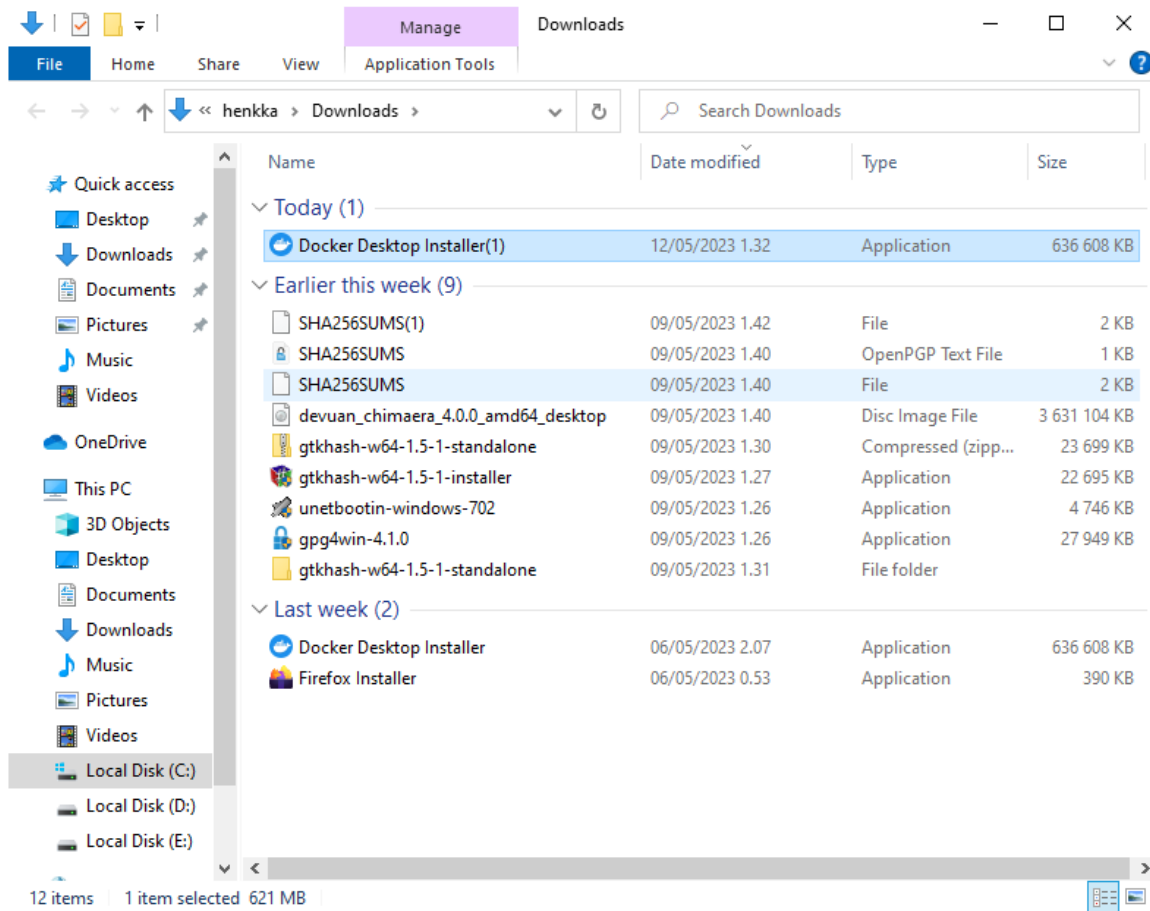 Manage Downloads
File Home Share View Application Tools
« henkka › Downloads › Search Downloads
Name Date modified Type Size
Quick access
Desktop
Downloads
Documents
Pictures
Music
Videos
OneDrive
This PC
3D Objects
Desktop
Documents
Downloads
Music
Pictures
Videos
Local Disk (C:)
Local Disk (D:)
Local Disk (E:)
Today (1)
Docker Desktop Installer(1) 12/05/2023 1.32 Application 636 608 KB
Earlier this week (9)
SHA256SUMS(1) 09/05/2023 1.42 File 2 KB
SHA256SUMS 09/05/2023 1.40 OpenPGP Text File 1 KB
SHA256SUMS 09/05/2023 1.40 File 2 KB
devuan_chimaera_4.0.0_amd64_desktop 09/05/2023 1.40 Disc Image File 3 631 104 KB
gtkhash-w64-1.5-1-standalone 09/05/2023 1.30 Compressed (zipp... 23 699 KB
gtkhash-w64-1.5-1-installer 09/05/2023 1.27 Application 22 695 KB
unetbootin-windows-702 09/05/2023 1.26 Application 4 746 KB
gpg4win-4.1.0 09/05/2023 1.26 Application 27 949 KB
gtkhash-w64-1.5-1-standalone 09/05/2023 1.31 File folder
Last week (2)
Docker Desktop Installer 06/05/2023 2.07 Application 636 608 KB
Firefox Installer 06/05/2023 0.53 Application 390 KB
12 items 1 item selected 621 MB